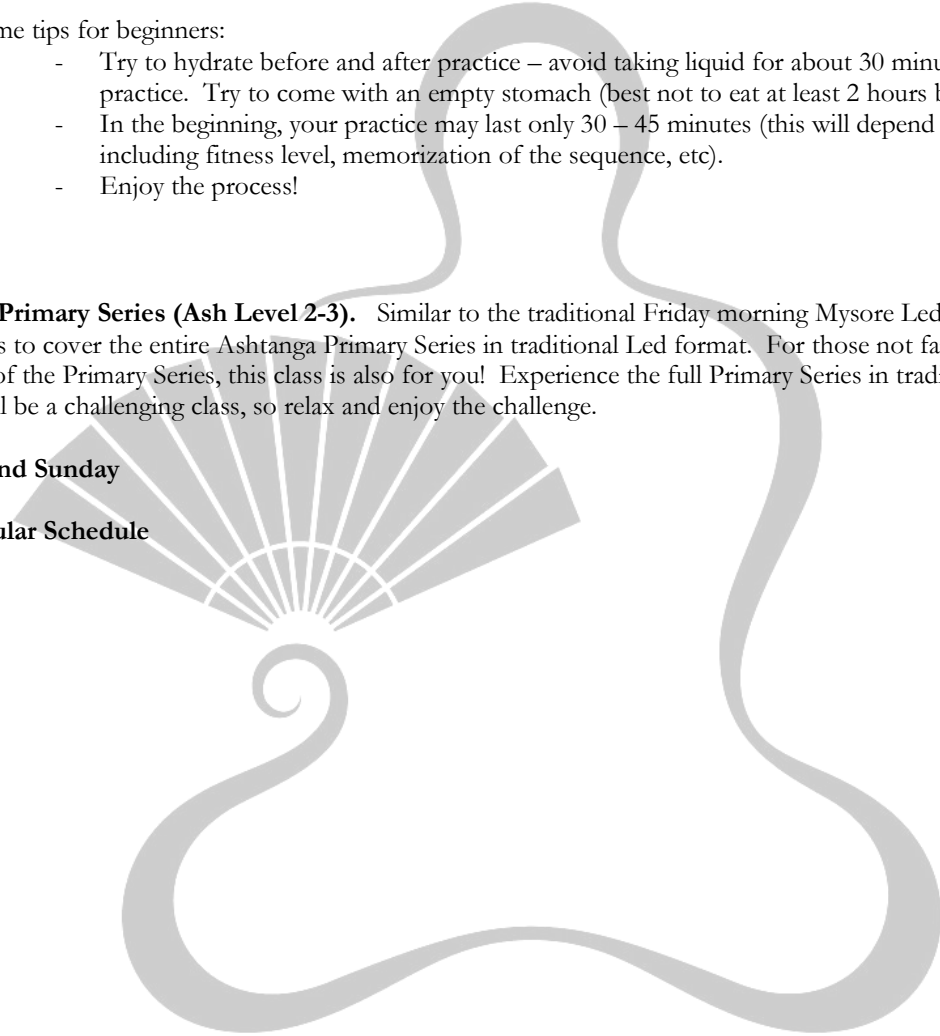 me tips for beginners:
- Try to hydrate before and after practice – avoid taking liquid for about 30 minu
practice. Try to come with an empty stomach (best not to eat at least 2 hours b
- In the beginning, your practice may last only 30 – 45 minutes (this will depend
including fitness level, memorization of the sequence, etc).
- Enjoy the process!
Primary Series (Ash Level 2-3). Similar to the traditional Friday morning Mysore Led
s to cover the entire Ashtanga Primary Series in traditional Led format. For those not fa
of the Primary Series, this class is also for you! Experience the full Primary Series in tradi
l be a challenging class, so relax and enjoy the challenge.
nd Sunday
ular Schedule